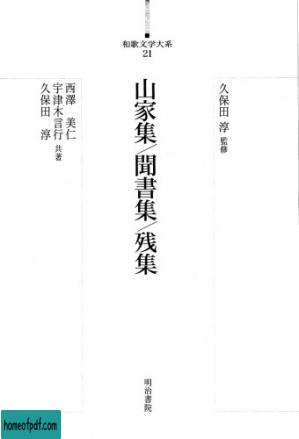 和歌文学大系
21
久保田 淳 監修
山家集/聞書集/残集
西澤 美仁
宇津木言行 共著
久保田 淳
明治書院
homeofpdf.com